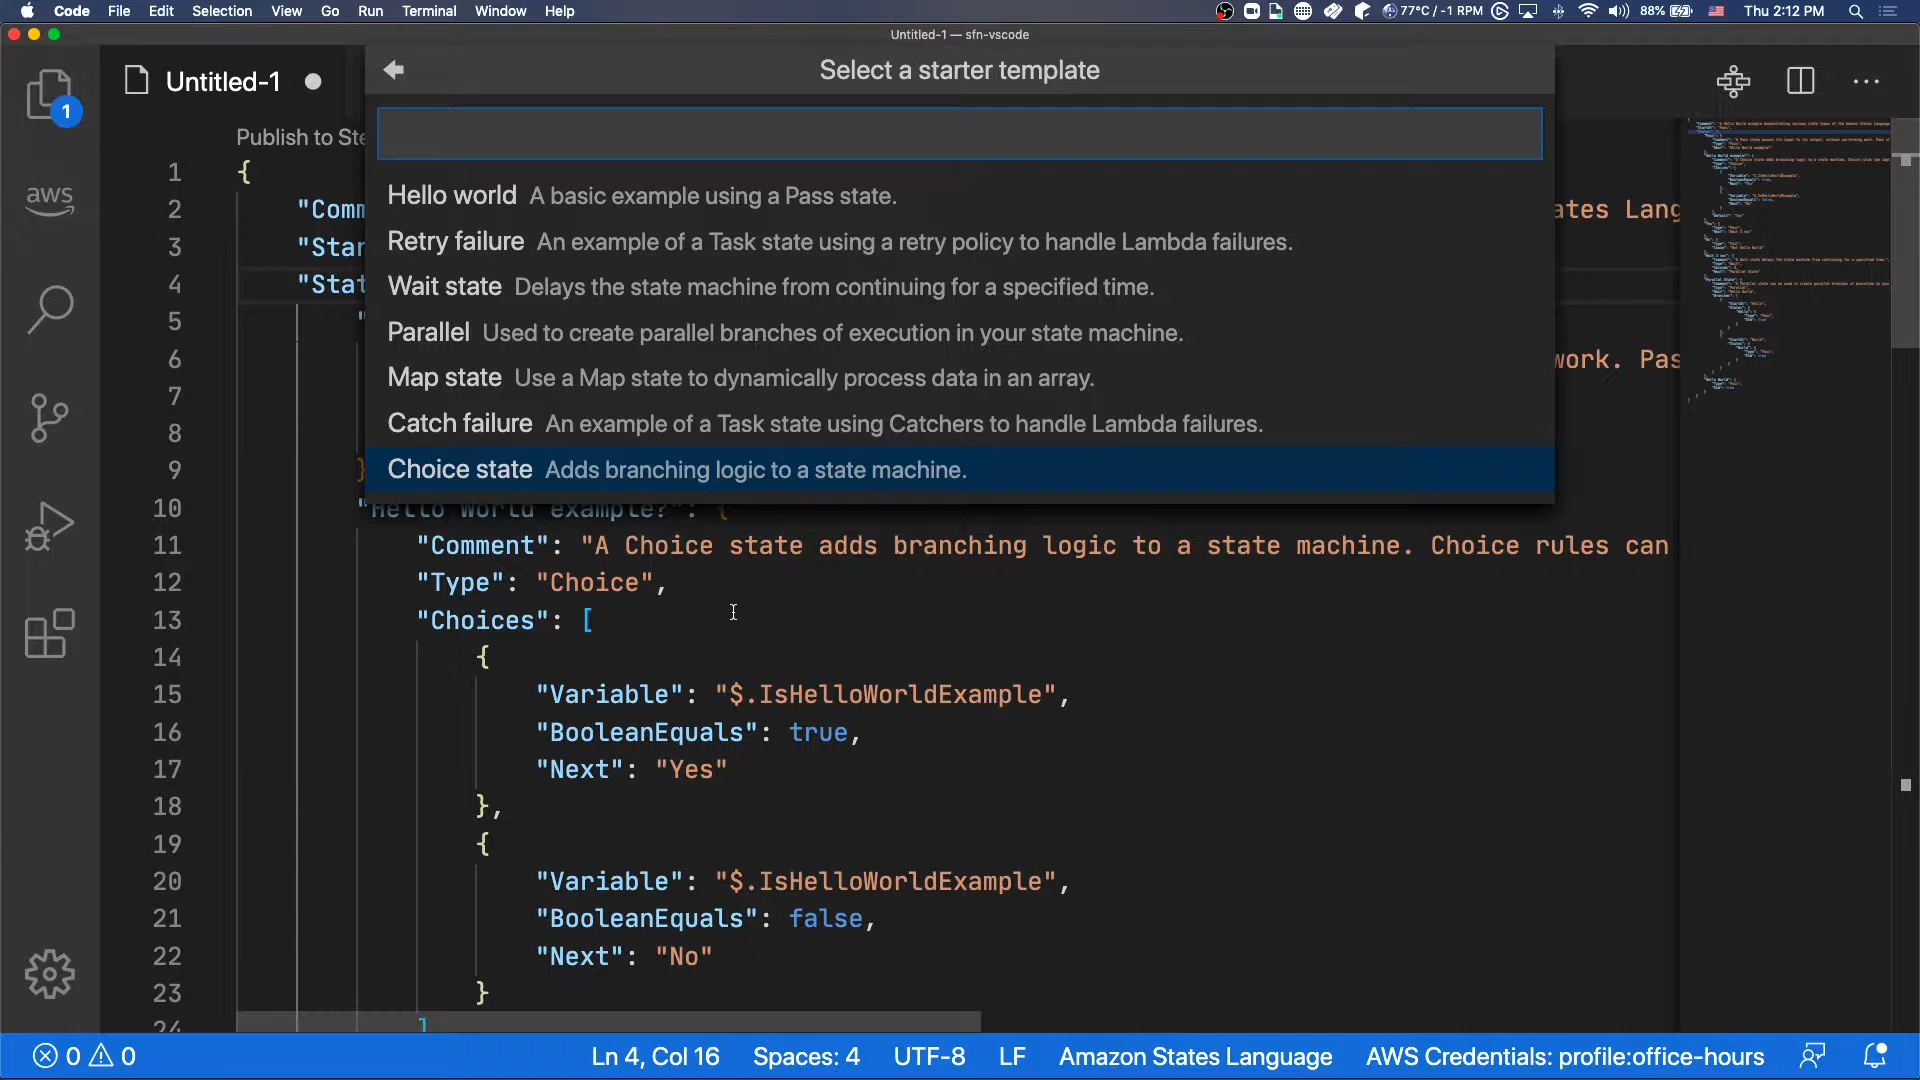 Code File Edit Selection View Go Run Terminal Window Help 77°C / -1 RPM 88% Thu 2:12 PM
Untitled-1 — sfn-vscode
1
Untitled-1
Select a starter template
Publish to Ste
aws
Hello world A basic example using a Pass state.
Retry failure An example of a Task state using a retry policy to handle Lambda failures.
Wait state Delays the state machine from continuing for a specified time.
Parallel Used to create parallel branches of execution in your state machine.
Map state Use a Map state to dynamically process data in an array.
Catch failure An example of a Task state using Catchers to handle Lambda failures.
Choice state Adds branching logic to a state machine.
1 {
2 "Comm ates Lang
3 "Star
4 "Stat
5 "
6 work. Pas
7
8
9 }
10 "Hello World example?": {
11 "Comment": "A Choice state adds branching logic to a state machine. Choice rules can
12 "Type": "Choice",
13 "Choices": [
14 {
15 "Variable": "$.IsHelloWorldExample",
16 "BooleanEquals": true,
17 "Next": "Yes"
18 },
19 {
20 "Variable": "$.IsHelloWorldExample",
21 "BooleanEquals": false,
22 "Next": "No"
23 }
24 ]
0 0 Ln 4, Col 16 Spaces: 4 UTF-8 LF Amazon States Language AWS Credentials: profile:office-hours